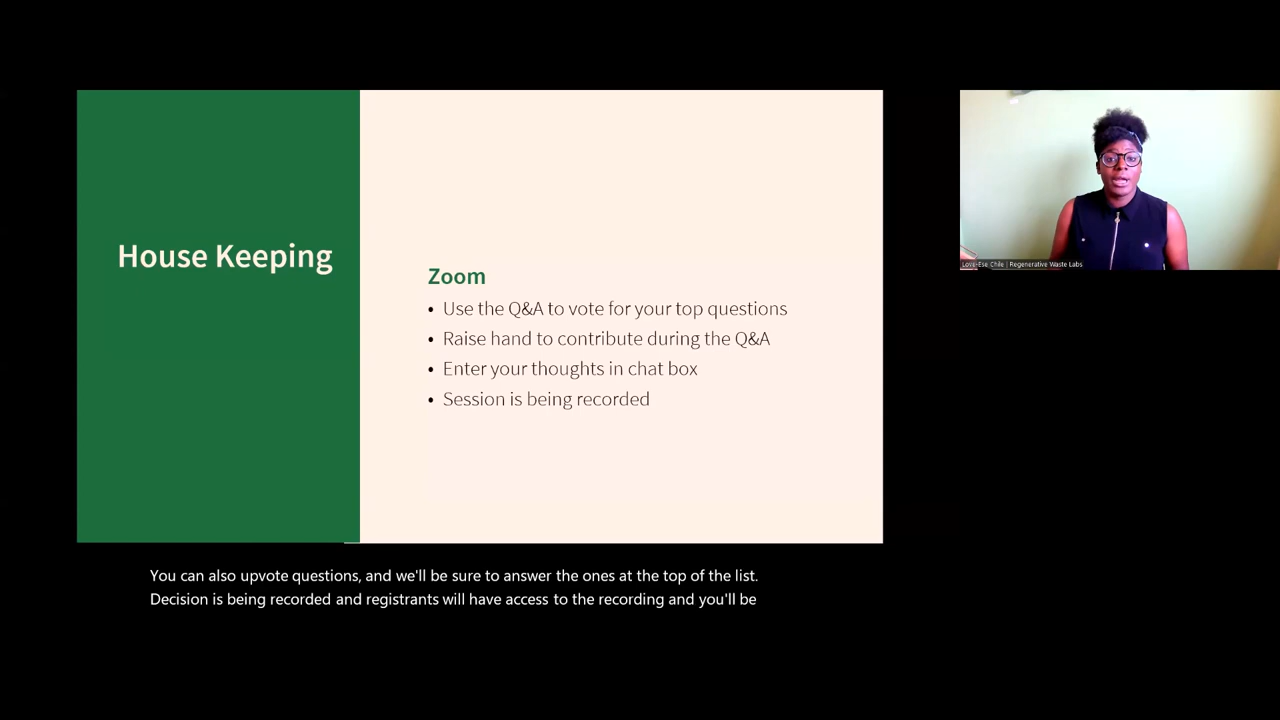 House Keeping
Zoom
• Use the Q&A to vote for your top questions
• Raise hand to contribute during the Q&A
• Enter your thoughts in chat box
• Session is being recorded
Love-Ese Chile | Regenerative Waste Labs
You can also upvote questions, and we'll be sure to answer the ones at the top of the list.
Decision is being recorded and registrants will have access to the recording and you'll be